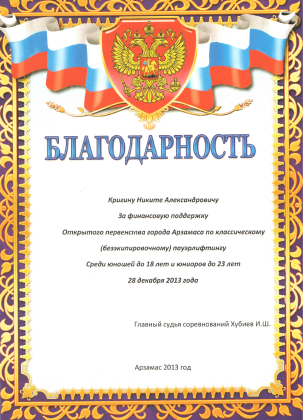 БЛАГОДАРНОСТЬ
Кригину Никите Александровичу
За финансовую поддержку
Открытого первенства города Арзамаса по классическому
(безэкипировочному) пауэрлифтингу
Среди юношей до 18 лет и юниоров до 23 лет
28 декабря 2013 года
Главный судья соревнований Хубиев И.Ш.
Арзамас 2013 год